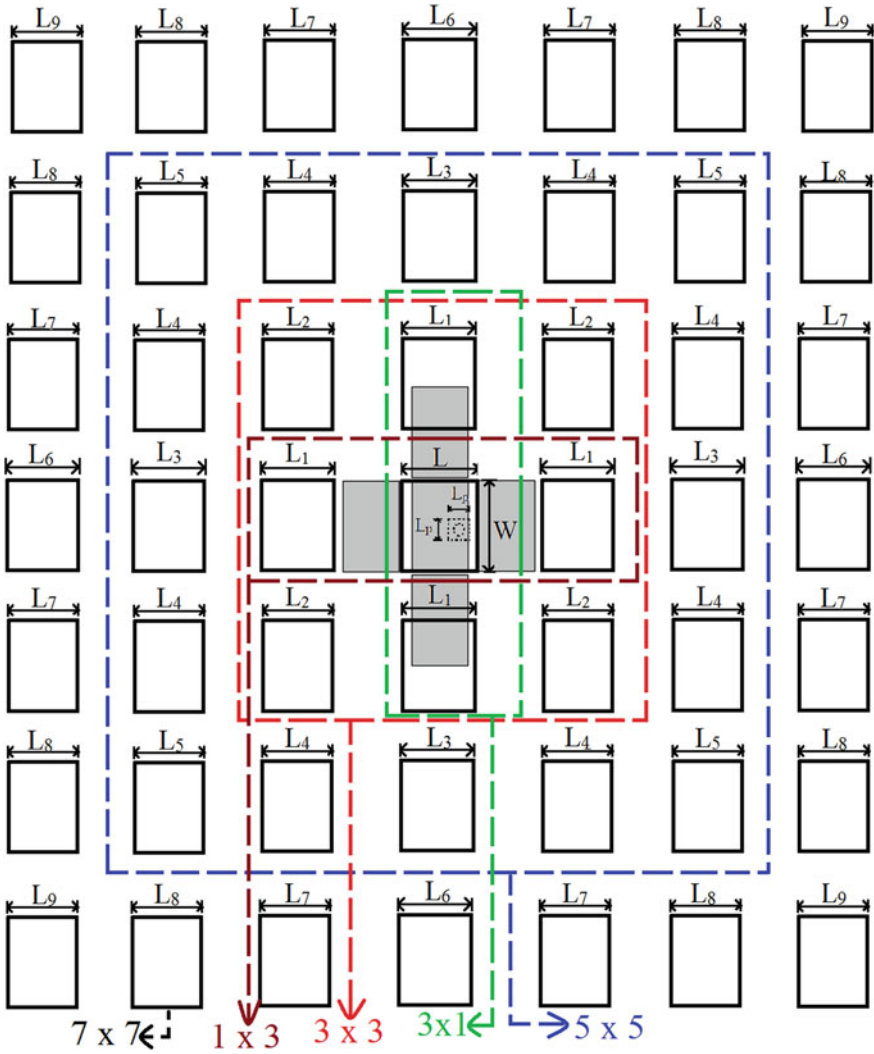 L₉ L₈ L₇ L₆ L₇ L₈ L₉
L₈ L₅ L₄ L₃ L₄ L₅ L₈
L₇ L₄ L₂ L₁ L₂ L₄ L₇
L₆ L₃ L₁ L L₁ L₃ L₆
Lₚ
Lₚ W
L₇ L₄ L₂ L₁ L₂ L₄ L₇
L₈ L₅ L₄ L₃ L₄ L₅ L₈
L₉ L₈ L₇ L₆ L₇ L₈ L₉
7 x 7 1 x 3 3 x 3 3x1 5 x 5